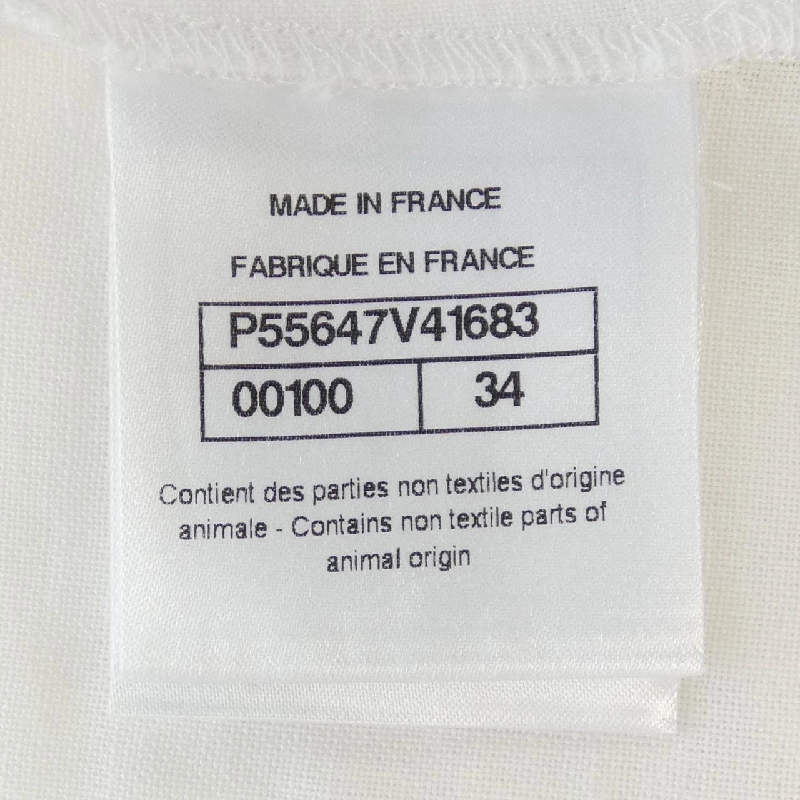 MADE IN FRANCE
FABRIQUE EN FRANCE
P55647V41683
00100 34
Contient des parties non textiles d'origine
animale - Contains non textile parts of
animal origin